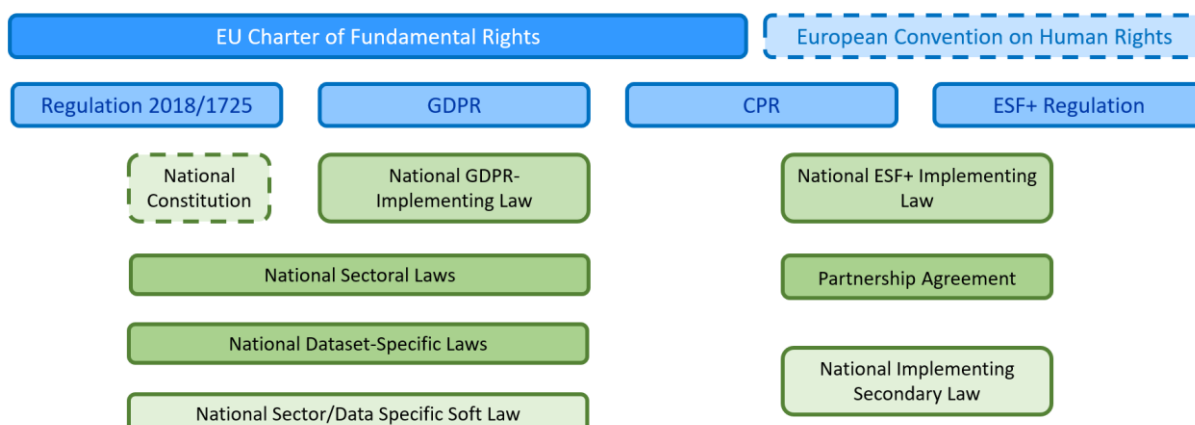 EU Charter of Fundamental Rights
European Convention on Human Rights
Regulation 2018/1725
GDPR
CPR
ESF+ Regulation
National
Constitution
National GDPR-
Implementing Law
National ESF+ Implementing
Law
National Sectoral Laws
Partnership Agreement
National Dataset-Specific Laws
National Implementing
Secondary Law
National Sector/Data Specific Soft Law